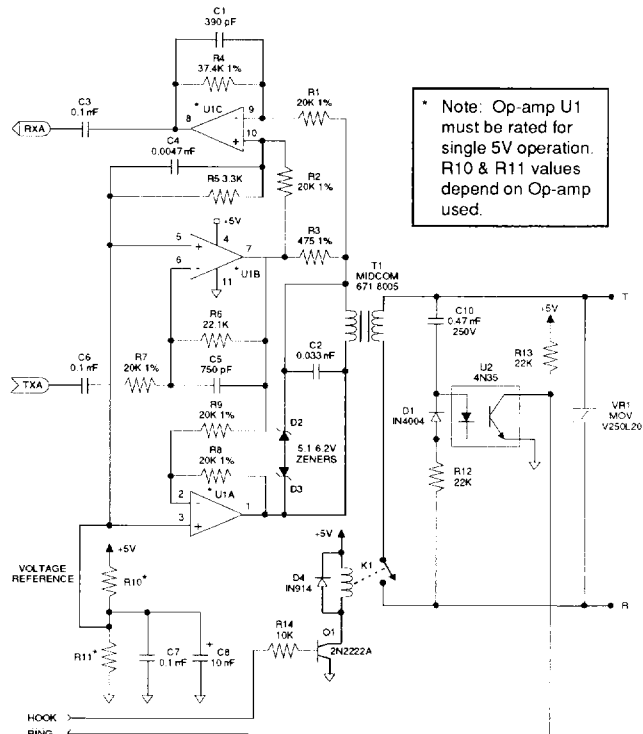 C1
390 pF
R4
37.4K 1%
C3
0.1 mF
* U1C
8
9
10
R1
20K 1%
RXA
C4
0.0047 mF
R2
20K 1%
R5 3.3K
+5V
R3
475 1%
5
4
7
6
11
* U1B
* Note: Op-amp U1
must be rated for
single 5V operation.
R10 & R11 values
depend on Op-amp
used.
T1
MIDCOM
671 8005
T
R6
22.1K
C2
0.033 mF
C10
0.47 mF
250V
+5V
R13
22K
C6
0.1 mF
R7
20K 1%
C5
750 pF
U2
4N35
TXA
R9
20K 1%
D2
D1
IN4004
VR1
MOV
V250L20
R8
20K 1%
5.1 6.2V
ZENERS
R12
22K
2
3
* U1A
1
D3
+5V
VOLTAGE
REFERENCE
+5V
R10*
D4
IN914
K1
R
R11*
C7
0.1 mF
+
C8
10 mF
R14
10K
Q1
2N2222A
HOOK
RING